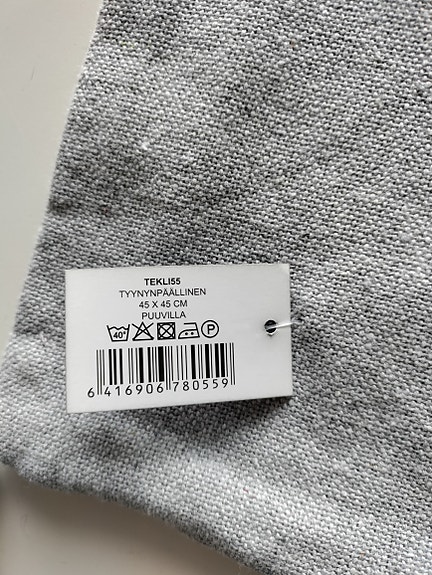 TEKLI55
TYYNYNPÄÄLLINEN
45 X 45 CM
PUUVILLA
40° P
6 416906 780559